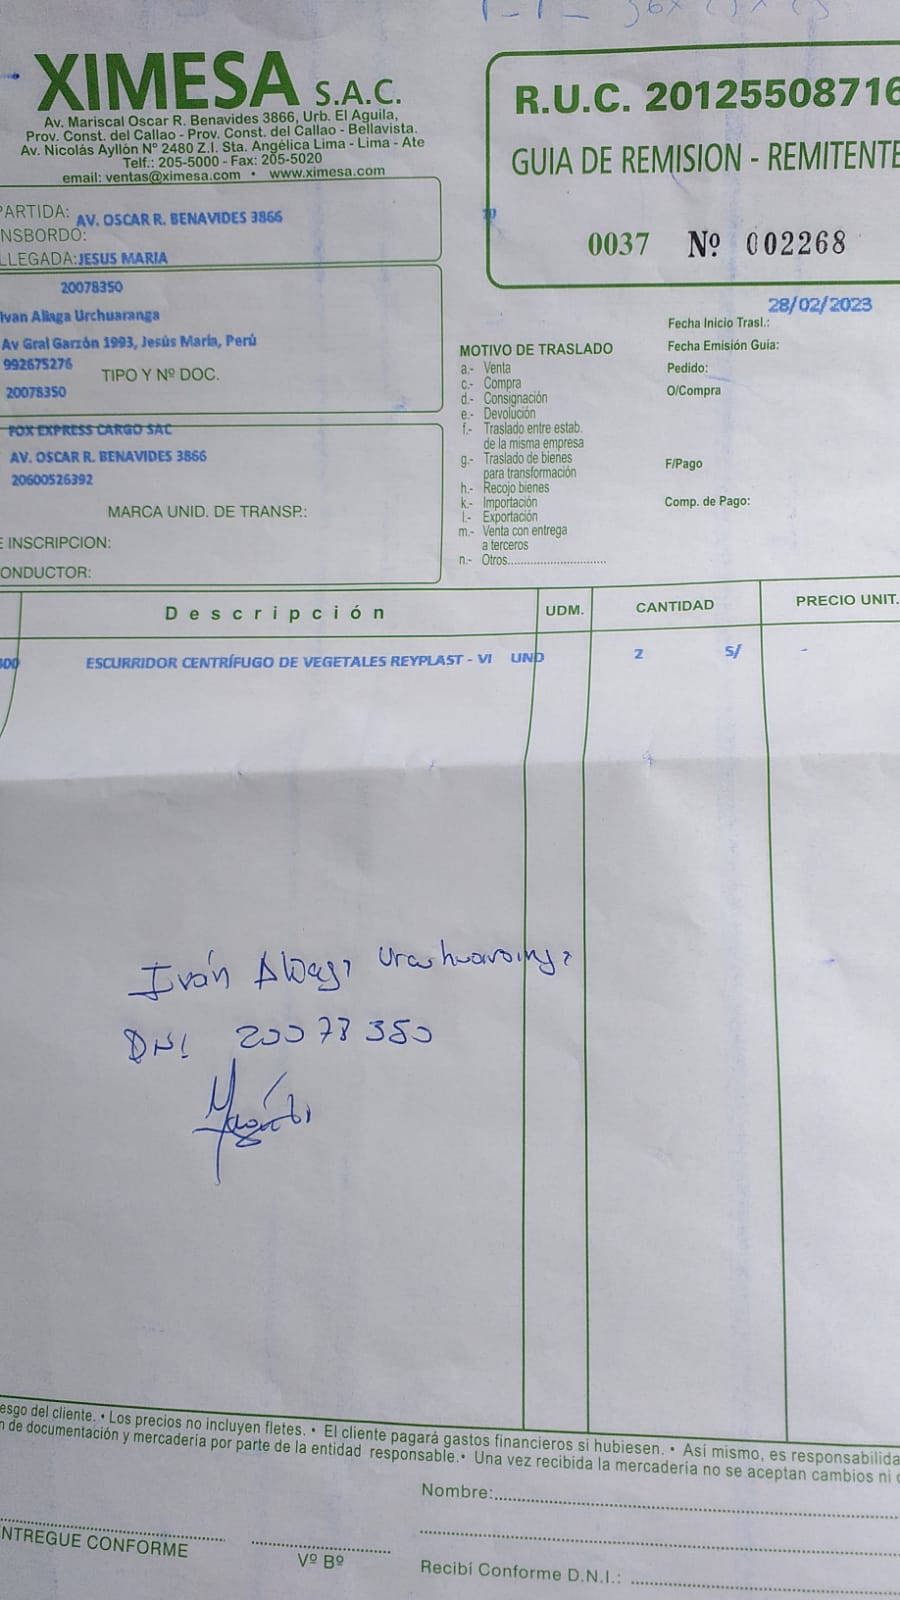 XIMESA S.A.C.
Av. Mariscal Oscar R. Benavides 3866, Urb. El Aguila,
Prov. Const. del Callao - Prov. Const. del Callao - Bellavista.
Av. Nicolás Ayllón Nº 2480 Z.I. Sta. Angélica Lima - Lima - Ate
Telf.: 205-5000 - Fax: 205-5020
email: ventas@ximesa.com • www.ximesa.com
R.U.C. 20125508716
GUIA DE REMISION - REMITENTE
0037 Nº 002268
PARTIDA: AV. OSCAR R. BENAVIDES 3866
NSBORDO:
LLEGADA: JESUS MARIA
20078350
Ivan Aliaga Urchuaranga
Av Gral Garzón 1993, Jesús María, Perú
992675276
TIPO Y Nº DOC.
20078350
FOX EXPRESS CARGO SAC
AV. OSCAR R. BENAVIDES 3866
20600526392
MARCA UNID. DE TRANSP.:
E INSCRIPCION:
ONDUCTOR:
28/02/2023
Fecha Inicio Trasl.:
Fecha Emisión Guia:
Pedido:
O/Compra
F/Pago
Comp. de Pago:
MOTIVO DE TRASLADO
a.- Venta
c.- Compra
d.- Consignación
e.- Devolución
f.- Traslado entre estab.
de la misma empresa
g.- Traslado de bienes
para transformación
h.- Recojo bienes
k.- Importación
l.- Exportación
m.- Venta con entrega
a terceros
n.- Otros..............................
Descripción UDM. CANTIDAD PRECIO UNIT.
300 ESCURRIDOR CENTRÍFUGO DE VEGETALES REYPLAST - VI UND 2 S/ -
Iván Aliaga Urchuaranga
DNI 20078350
esgo del cliente. • Los precios no incluyen fletes. • El cliente pagará gastos financieros si hubiesen. • Así mismo, es responsabilida
n de documentación y mercadería por parte de la entidad responsable. • Una vez recibida la mercadería no se aceptan cambios ni
Nombre:
NTREGUE CONFORME
Vº Bº
Recibí Conforme D.N.I.: